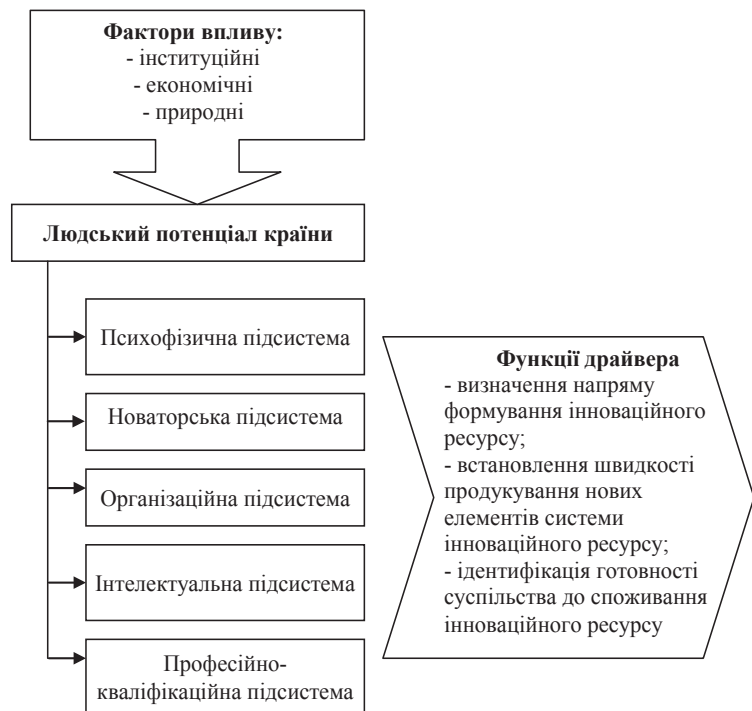 Фактори впливу:
- інституційні
- економічні
- природні
Людський потенціал країни
Психофізична підсистема
Новаторська підсистема
Організаційна підсистема
Інтелектуальна підсистема
Професійно-
кваліфікаційна підсистема
Функції драйвера
- визначення напряму
формування інноваційного
ресурсу;
- встановлення швидкості
продукування нових
елементів системи
інноваційного ресурсу;
- ідентифікація готовності
суспільства до споживання
інноваційного ресурсу